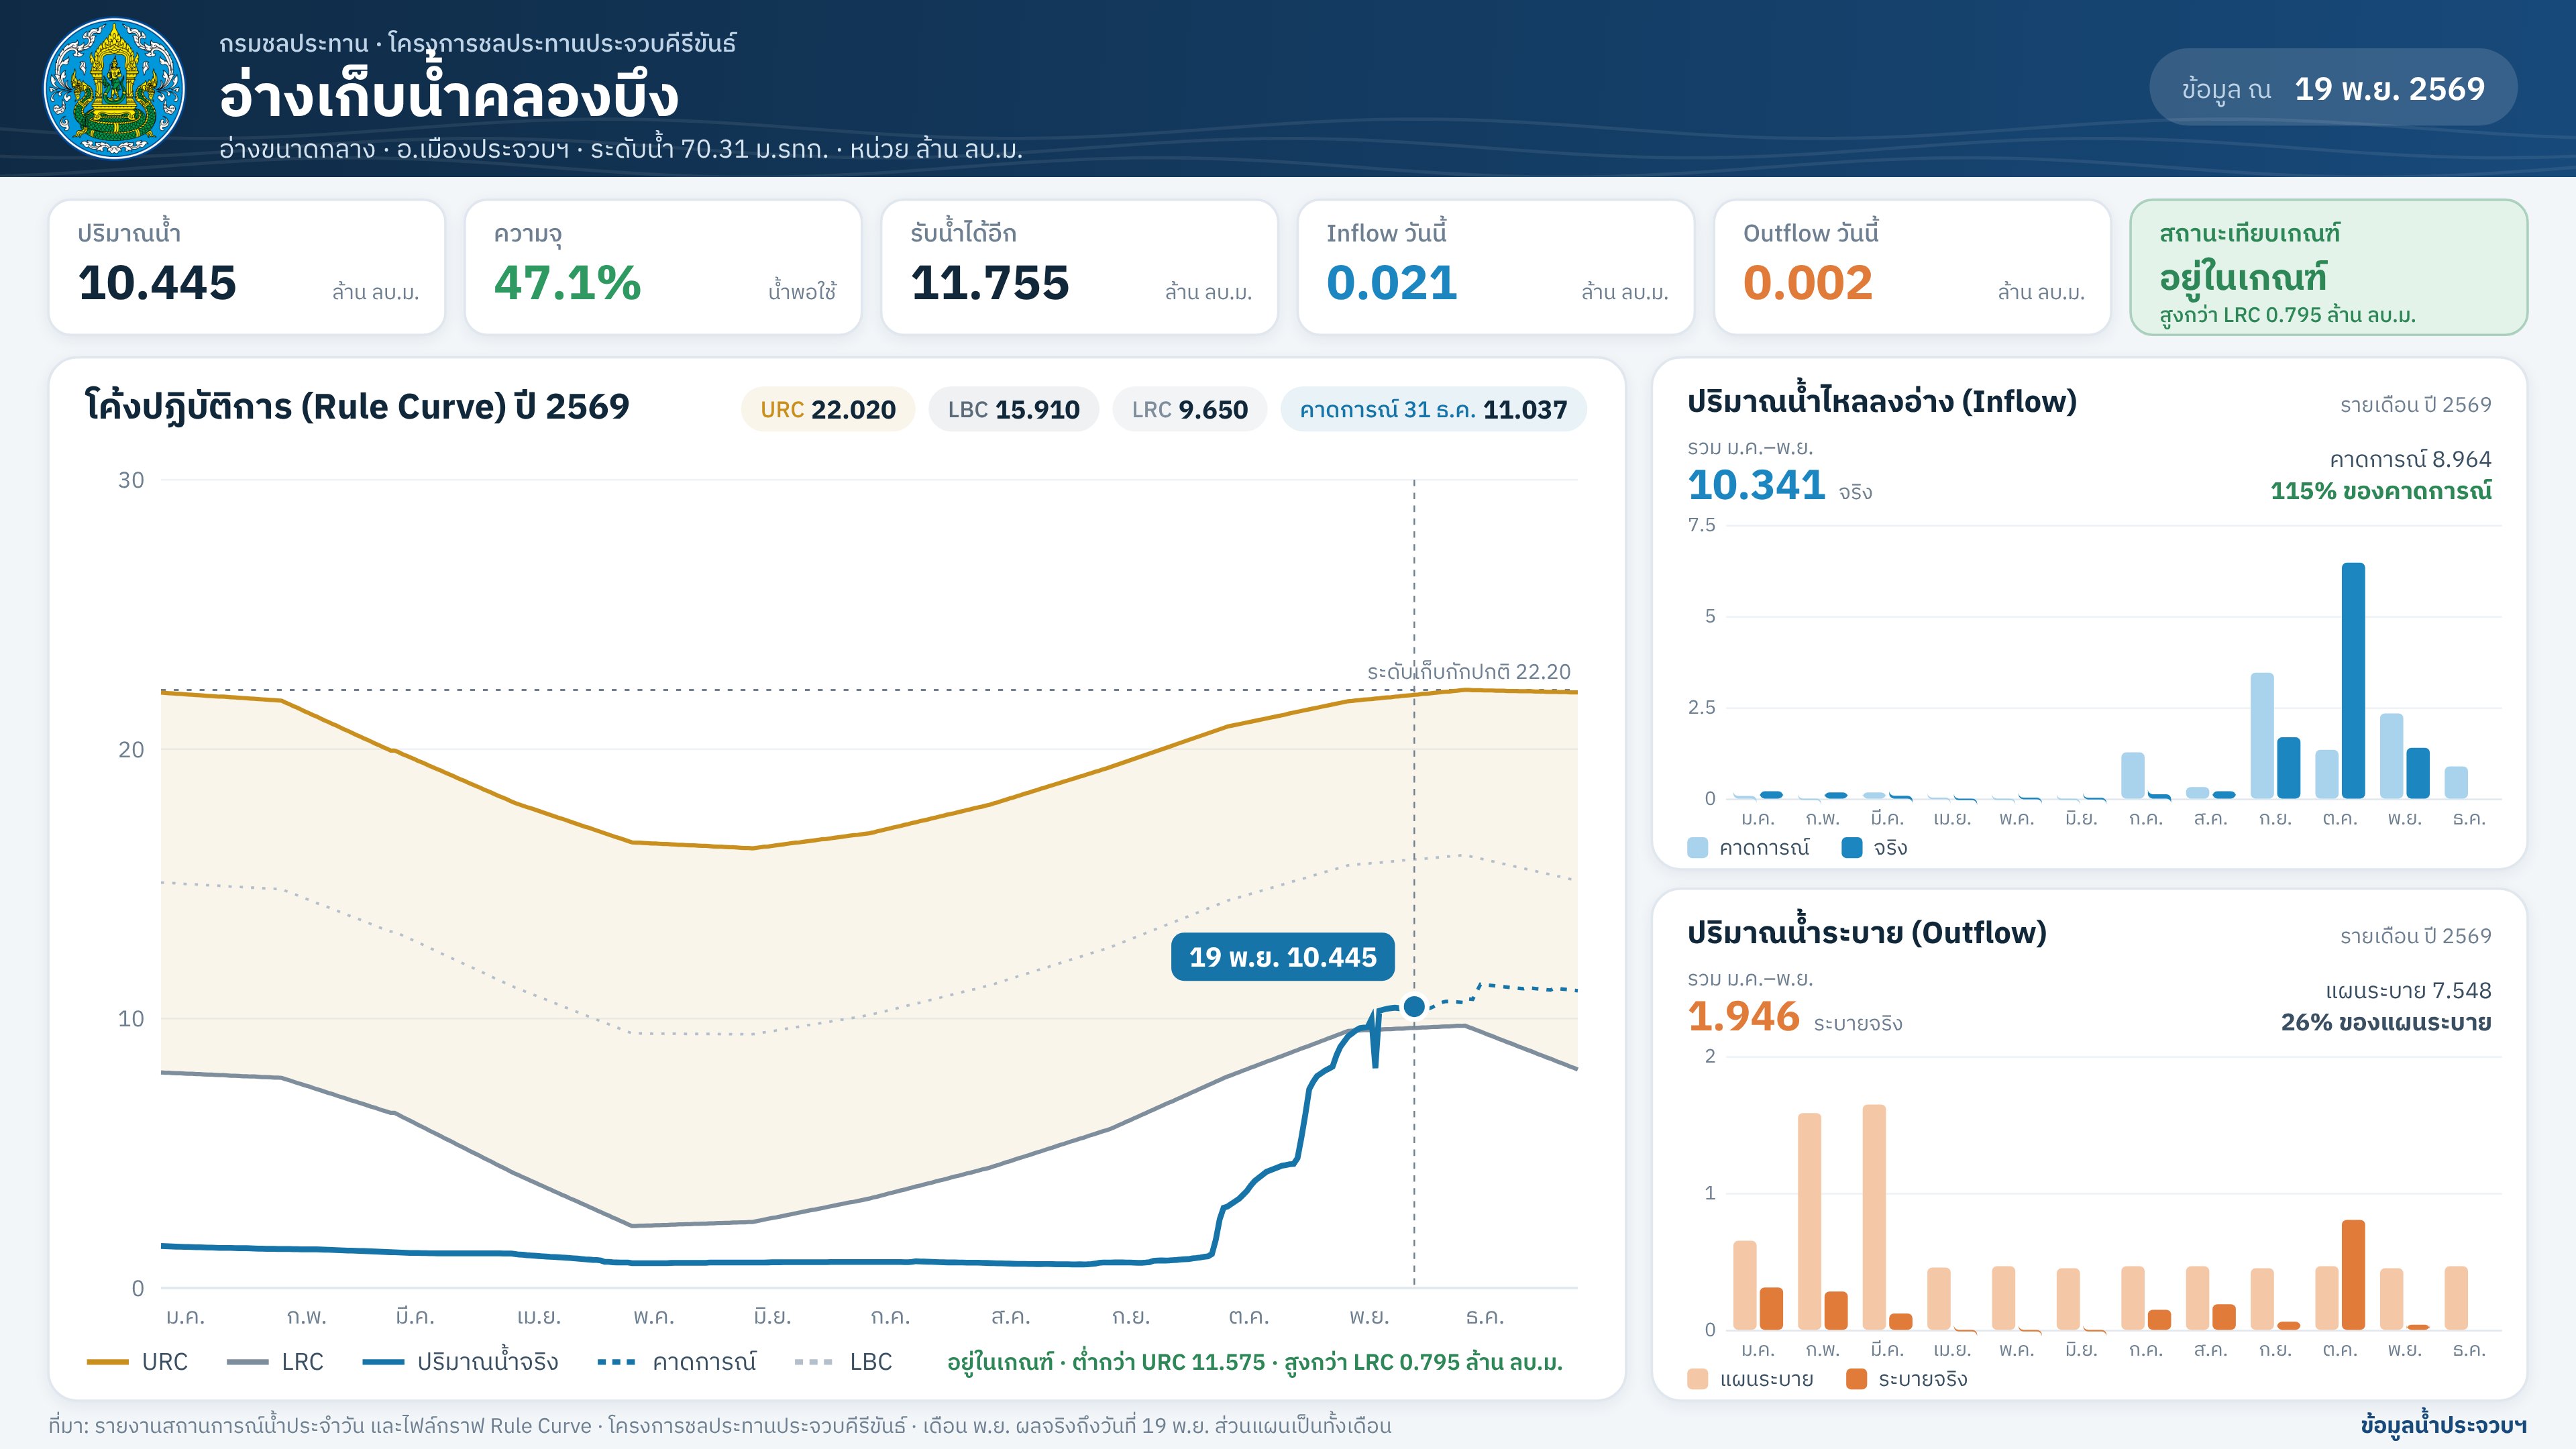 กรมชลประทาน · โครงการชลประทานประจวบคีรีขันธ์
อ่างเก็บน้ำคลองบึง
อ่างขนาดกลาง · อ.เมืองประจวบฯ · ระดับน้ำ 70.31 ม.รทก. · หน่วย ล้าน ลบ.ม.
ข้อมูล ณ 19 พ.ย. 2569
ปริมาณน้ำ
10.445 ล้าน ลบ.ม.
ความจุ
47.1% น้ำพอใช้
รับน้ำได้อีก
11.755 ล้าน ลบ.ม.
Inflow วันนี้
0.021 ล้าน ลบ.ม.
Outflow วันนี้
0.002 ล้าน ลบ.ม.
สถานะเทียบเกณฑ์
อยู่ในเกณฑ์
สูงกว่า LRC 0.795 ล้าน ลบ.ม.
โค้งปฏิบัติการ (Rule Curve) ปี 2569
URC 22.020 LBC 15.910 LRC 9.650 คาดการณ์ 31 ธ.ค. 11.037
30
ระดับเก็บกักปกติ 22.20
20
19 พ.ย. 10.445
10
0
ม.ค. ก.พ. มี.ค. เม.ย. พ.ค. มิ.ย. ก.ค. ส.ค. ก.ย. ต.ค. พ.ย. ธ.ค.
URC LRC ปริมาณน้ำจริง คาดการณ์ LBC อยู่ในเกณฑ์ · ต่ำกว่า URC 11.575 · สูงกว่า LRC 0.795 ล้าน ลบ.ม.
ปริมาณน้ำไหลลงอ่าง (Inflow) รายเดือน ปี 2569
รวม ม.ค.–พ.ย.
10.341 จริง
คาดการณ์ 8.964
115% ของคาดการณ์
7.5
5
2.5
0
ม.ค. ก.พ. มี.ค. เม.ย. พ.ค. มิ.ย. ก.ค. ส.ค. ก.ย. ต.ค. พ.ย. ธ.ค.
คาดการณ์ จริง
ปริมาณน้ำระบาย (Outflow) รายเดือน ปี 2569
รวม ม.ค.–พ.ย.
1.946 ระบายจริง
แผนระบาย 7.548
26% ของแผนระบาย
2
1
0
ม.ค. ก.พ. มี.ค. เม.ย. พ.ค. มิ.ย. ก.ค. ส.ค. ก.ย. ต.ค. พ.ย. ธ.ค.
แผนระบาย ระบายจริง
ที่มา: รายงานสถานการณ์น้ำประจำวัน และไฟล์กราฟ Rule Curve · โครงการชลประทานประจวบคีรีขันธ์ · เดือน พ.ย. ผลจริงถึงวันที่ 19 พ.ย. ส่วนแผนเป็นทั้งเดือน
ข้อมูลน้ำประจวบฯ